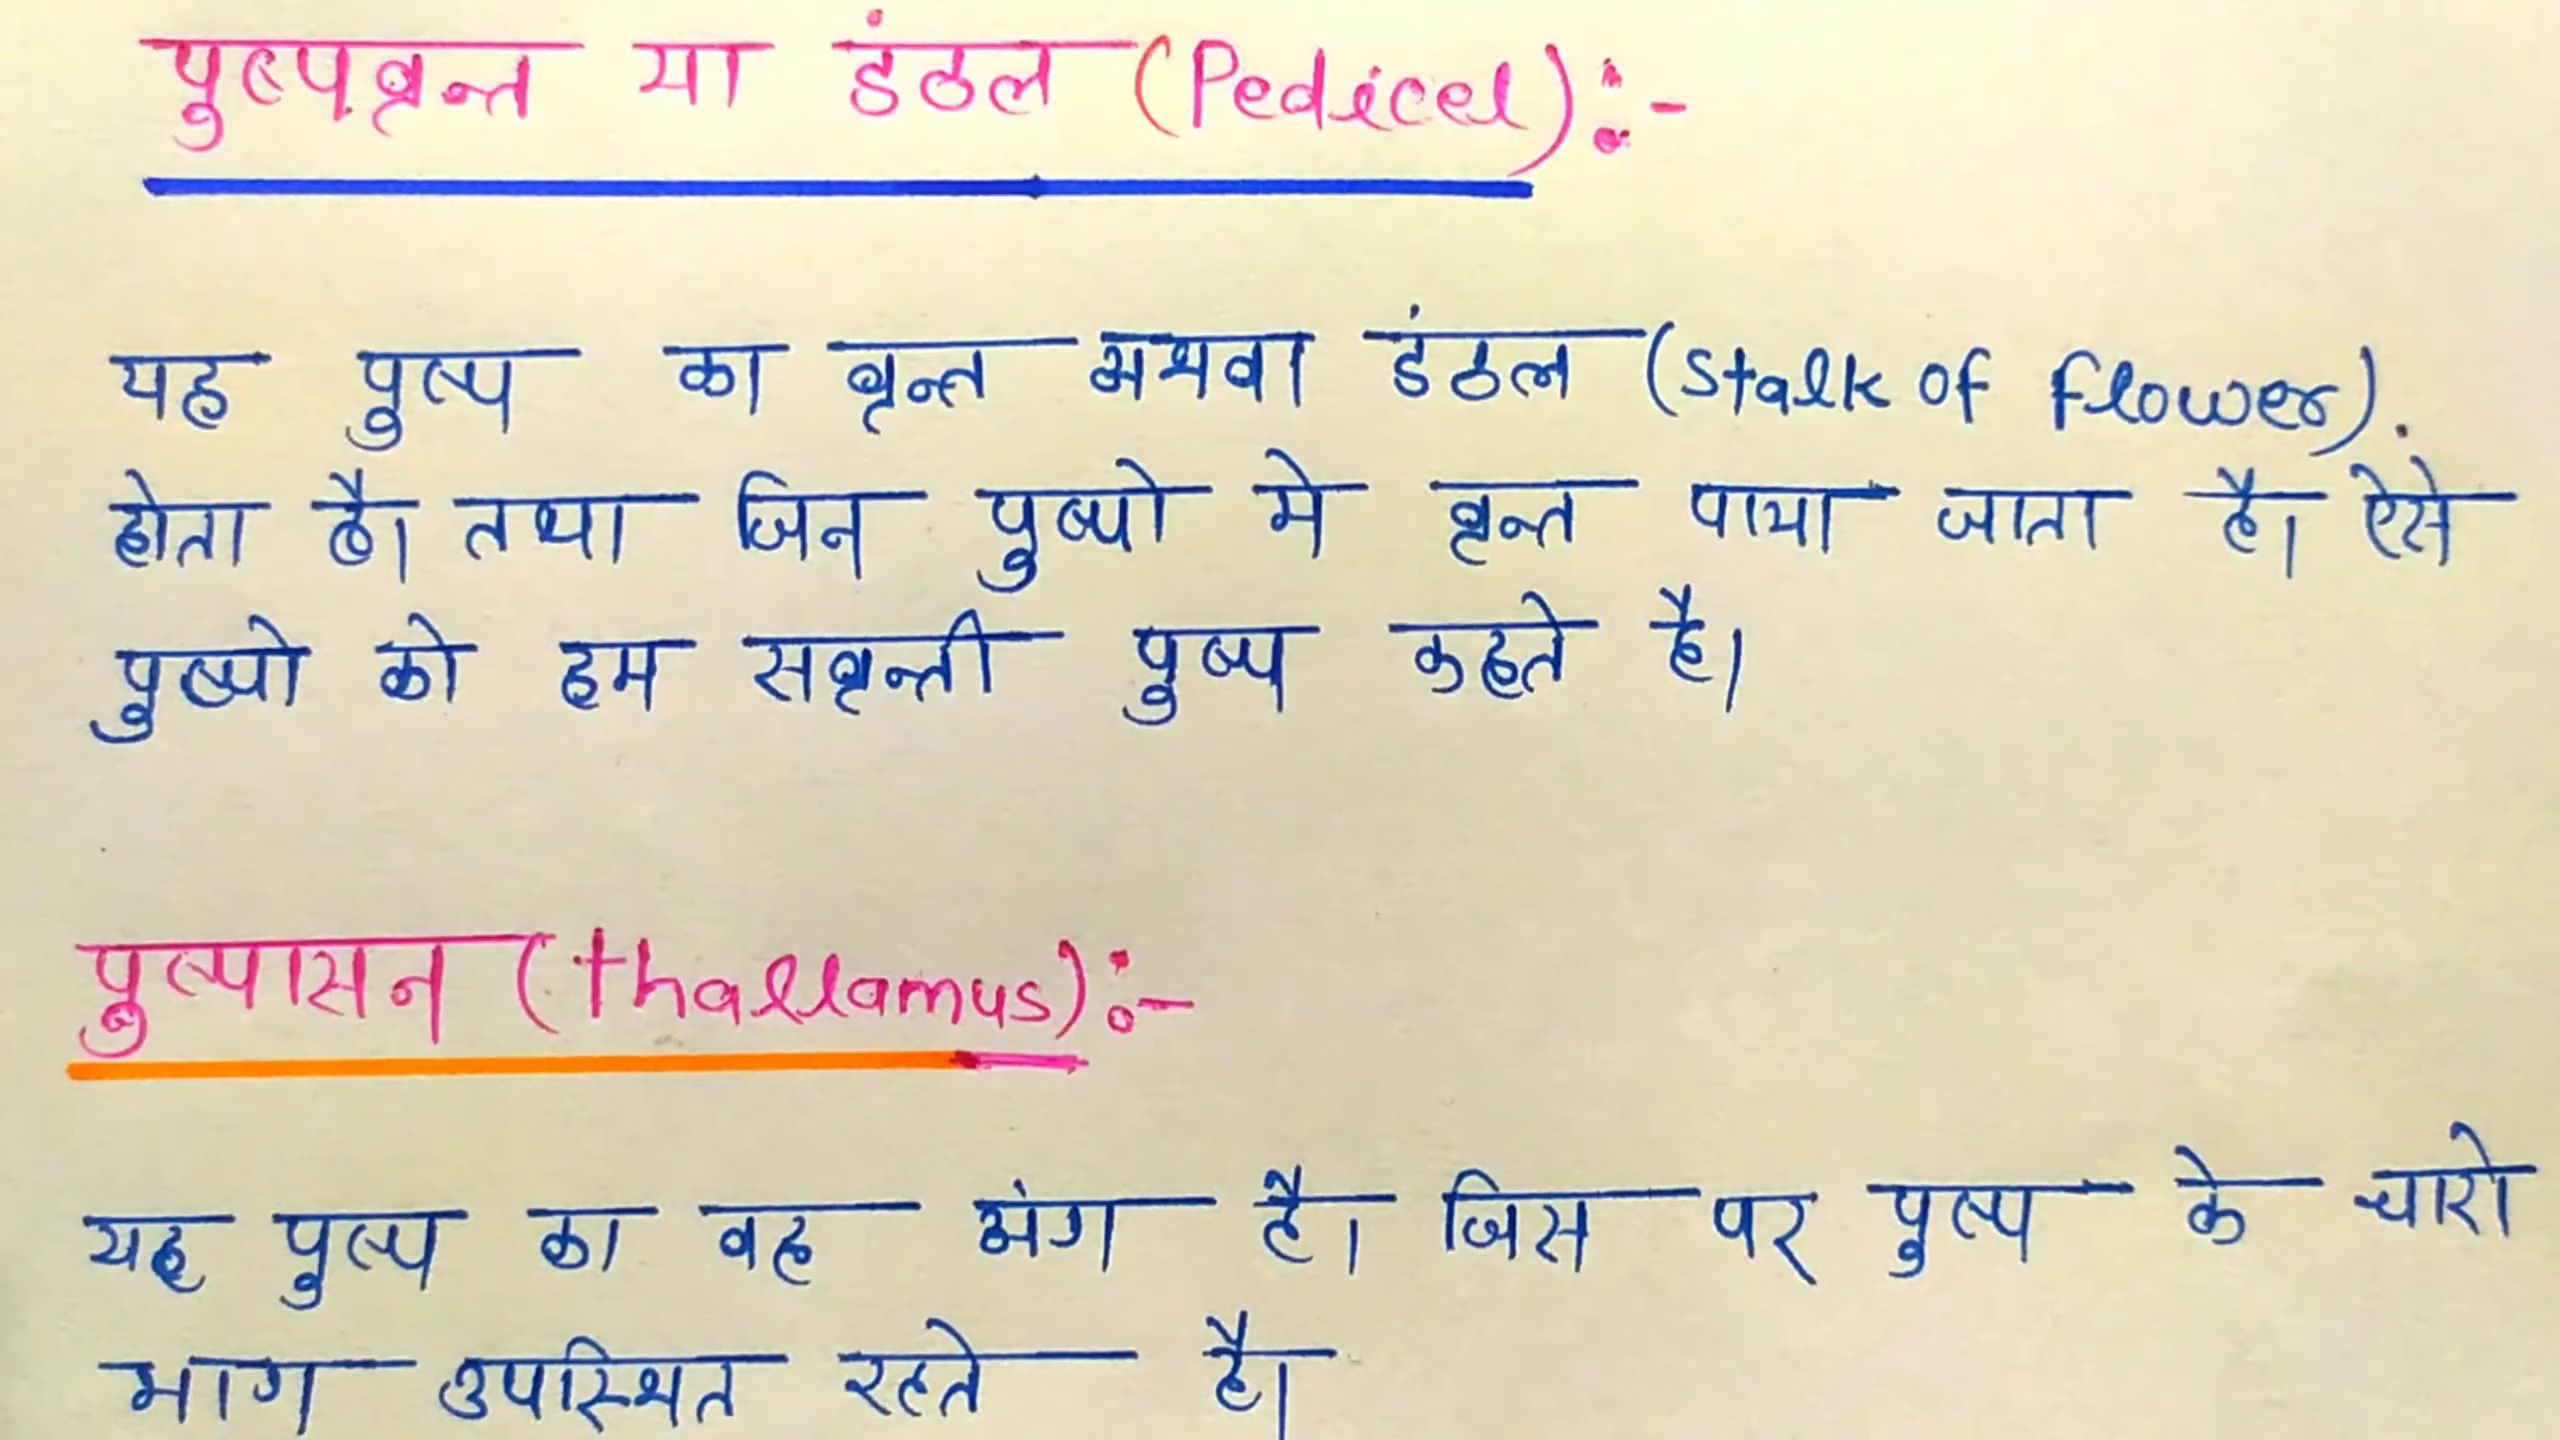 पुष्पवृन्त या डंठल (Pedicel):-
यह पुष्प का वृन्त अथवा डंठल (Stalk of flower).
होता है। तथा जिन पुष्पो मे वृन्त पाया जाता है। ऐसे
पुष्पो को हम सवृन्ती पुष्प कहते है।
पुष्पासन (thallamus):-
यह पुष्प का वह अंग है। जिस पर पुष्प के चारो
भाग उपस्थित रहते है।